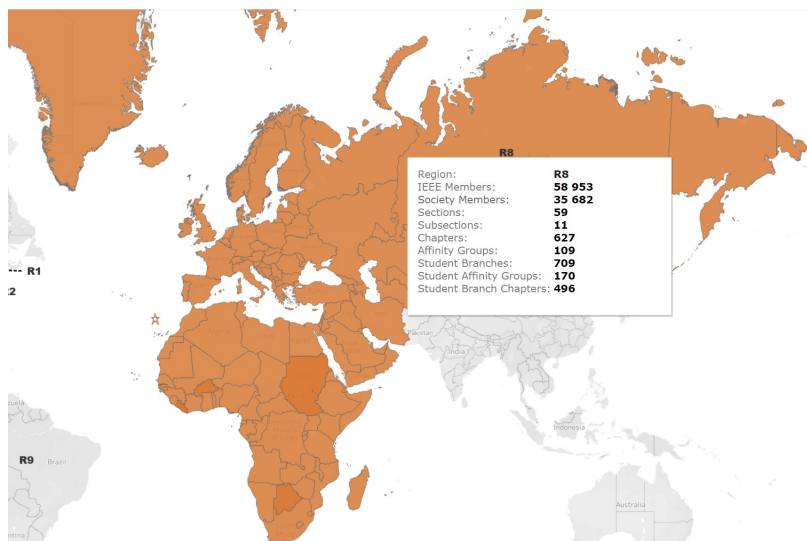 R8
Region: R8
IEEE Members: 58 953
Society Members: 35 682
Sections: 59
Subsections: 11
Chapters: 627
Affinity Groups: 109
Student Branches: 709
Student Affinity Groups: 170
Student Branch Chapters: 496
R1
Pakistan
India
Indonesia
R9
Brazil
Australia